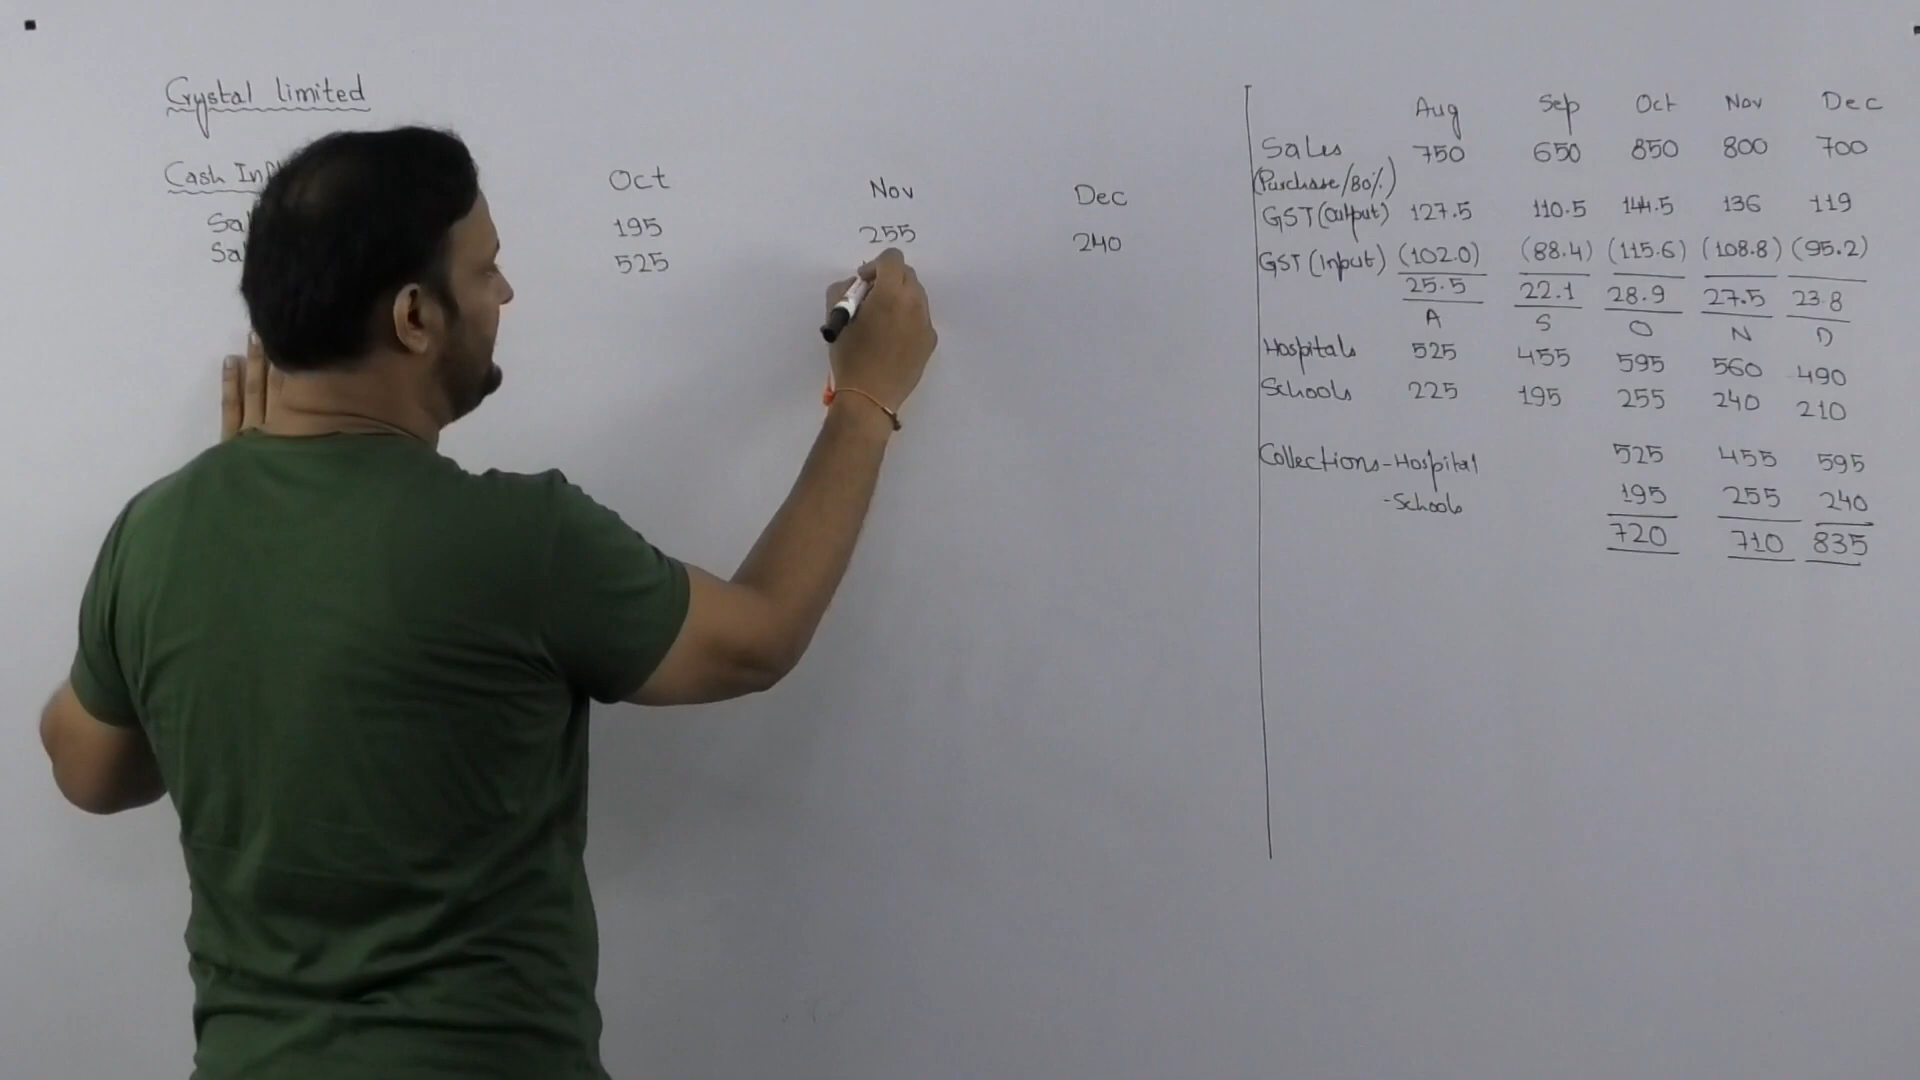 Crystal limited
Cash In
Oct Nov Dec
Sa 195 255 240
Sa 525
Aug Sep Oct Nov Dec
Sales 750 650 850 800 700
(Purchase/80%)
GST (output) 127.5 110.5 144.5 136 119
GST (Input) (102.0) (88.4) (115.6) (108.8) (95.2)
25.5 22.1 28.9 27.5 23.8
A S O N D
Hospitals 525 455 595 560 490
Schools 225 195 255 240 210
Collections - Hospital 525 455 595
- Schools 195 255 240
720 710 835